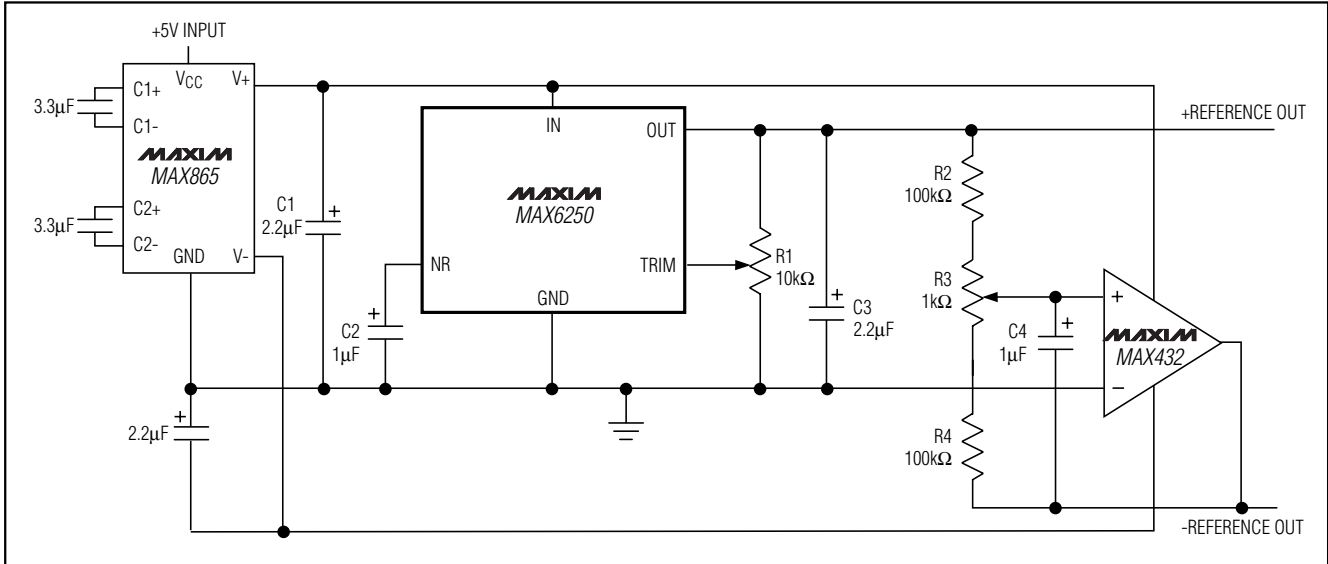 +5V INPUT
VCC
V+
C1+
C1-
3.3µF
MAXIM
MAX865
C2+
C2-
3.3µF
GND
V-
C1
2.2µF
+
IN
OUT
MAXIM
MAX6250
NR
TRIM
GND
+
C2
1µF
R1
10kΩ
+
C3
2.2µF
+REFERENCE OUT
R2
100kΩ
R3
1kΩ
+
C4
1µF
+
MAXIM
MAX432
−
R4
100kΩ
+
2.2µF
-REFERENCE OUT